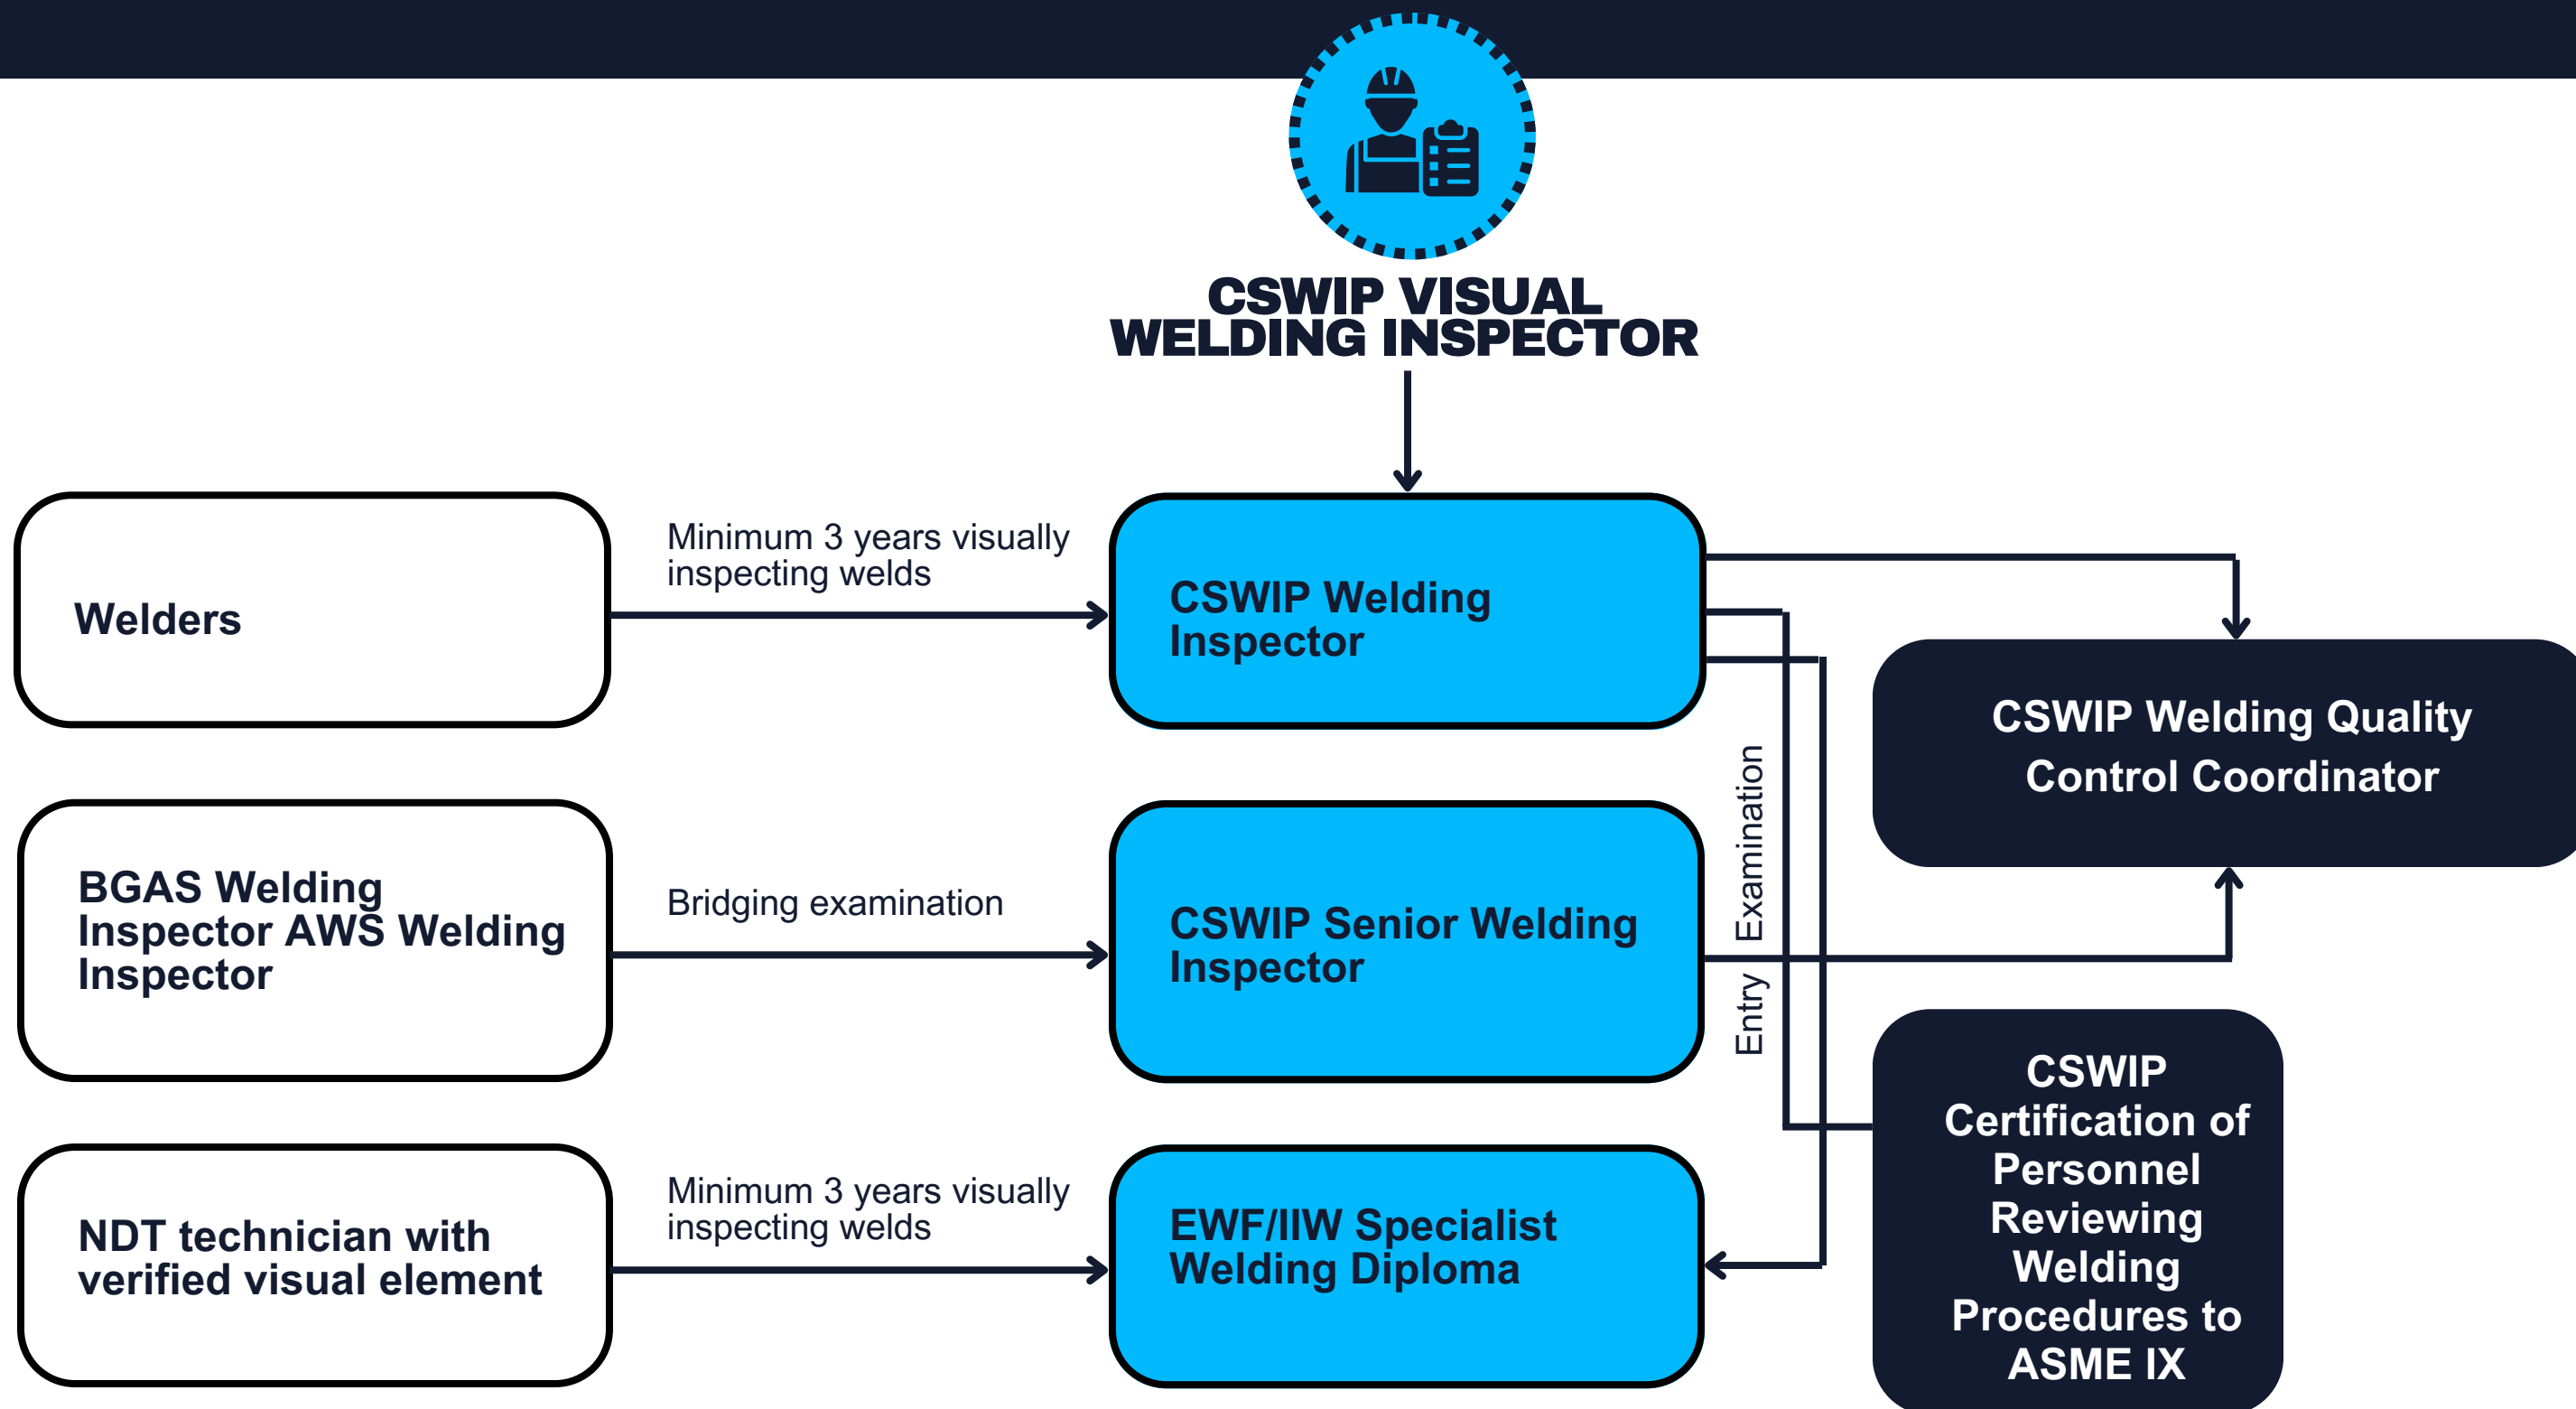 CSWIP VISUAL
WELDING INSPECTOR
Welders
Minimum 3 years visually
inspecting welds
CSWIP Welding
Inspector
CSWIP Welding Quality
Control Coordinator
BGAS Welding
Inspector AWS Welding
Inspector
Bridging examination
CSWIP Senior Welding
Inspector
Entry Examination
CSWIP
Certification of
Personnel
Reviewing
Welding
Procedures to
ASME IX
NDT technician with
verified visual element
Minimum 3 years visually
inspecting welds
EWF/IIW Specialist
Welding Diploma